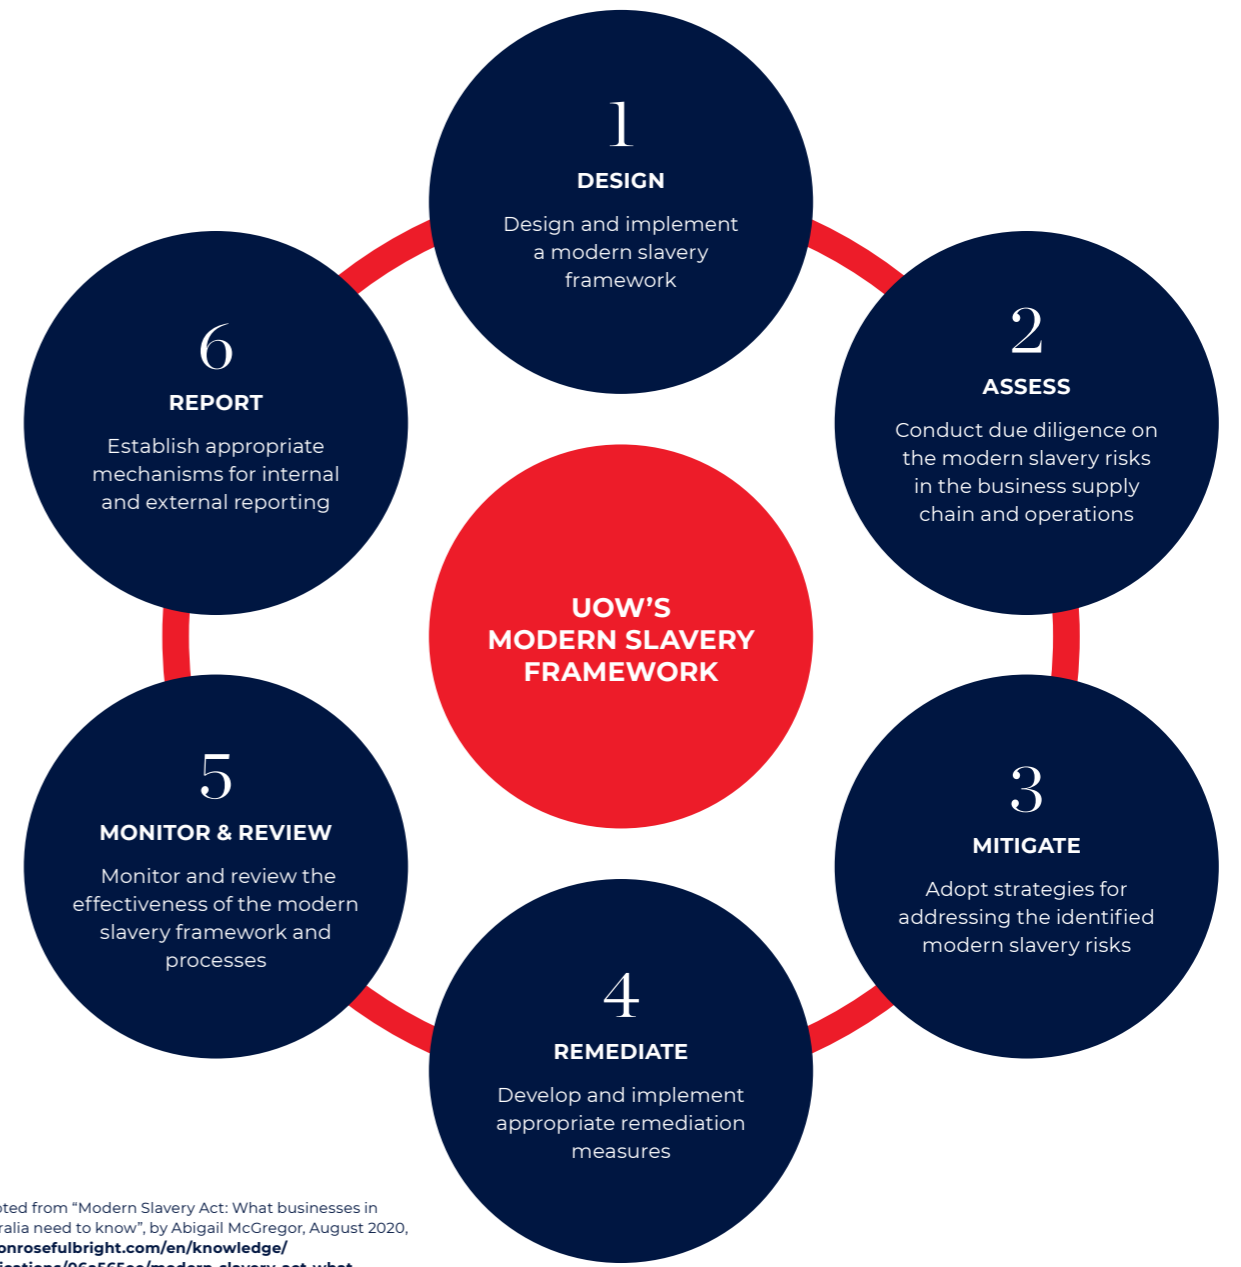 1
DESIGN
Design and implement
a modern slavery
framework
2
ASSESS
Conduct due diligence on
the modern slavery risks
in the business supply
chain and operations
3
MITIGATE
Adopt strategies for
addressing the identified
modern slavery risks
4
REMEDIATE
Develop and implement
appropriate remediation
measures
5
MONITOR & REVIEW
Monitor and review the
effectiveness of the modern
slavery framework and
processes
6
REPORT
Establish appropriate
mechanisms for internal
and external reporting
UOW’S
MODERN SLAVERY
FRAMEWORK
from “Modern Slavery Act: What businesses in
need to know”, by Abigail McGregor, August 2020,
onrosefulbright.com/en/knowledge/